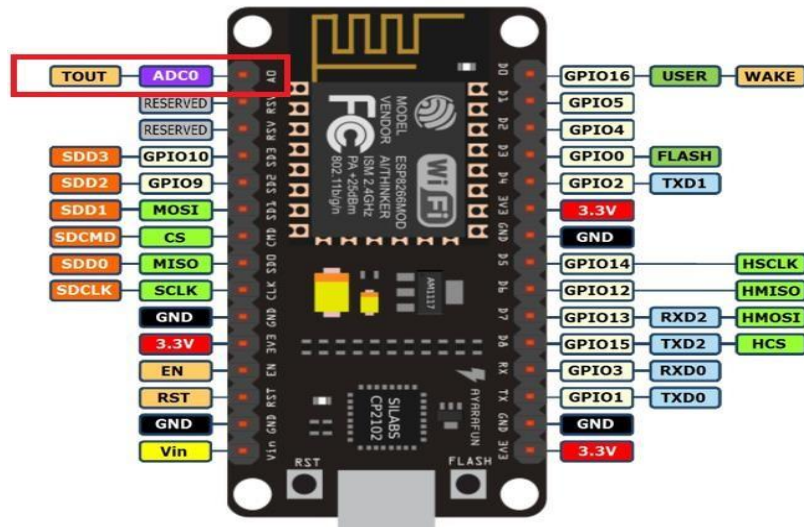 TOUT ADC0 A0 D0 GPIO16 USER WAKE
RESERVED RSV D1 GPIO5
RESERVED RSV D2 GPIO4
SDD3 GPIO10 SD3 D3 GPIO0 FLASH
SDD2 GPIO9 SD2 D4 GPIO2 TXD1
SDD1 MOSI SD1 3V3 3.3V
SDCMD CS CMD GND GND
SDD0 MISO SDO D5 GPIO14 HSCLK
SDCLK SCLK CLK D6 GPIO12 HMISO
GND GND D7 GPIO13 RXD2 HMOSI
3.3V 3V3 D8 GPIO15 TXD2 HCS
EN EN RX GPIO3 RXD0
RST RST TX GPIO1 TXD0
GND GND GND GND
Vin Vin 3V3 3.3V
MODEL ESP8266MOD
VENDOR AI/THINKER
ISM 2.4GHz
PA +25dBm
802.11b/g/n
FC
Wi Fi
AM1117
SILABS
CP2102
AYARAFUN
RST FLASH